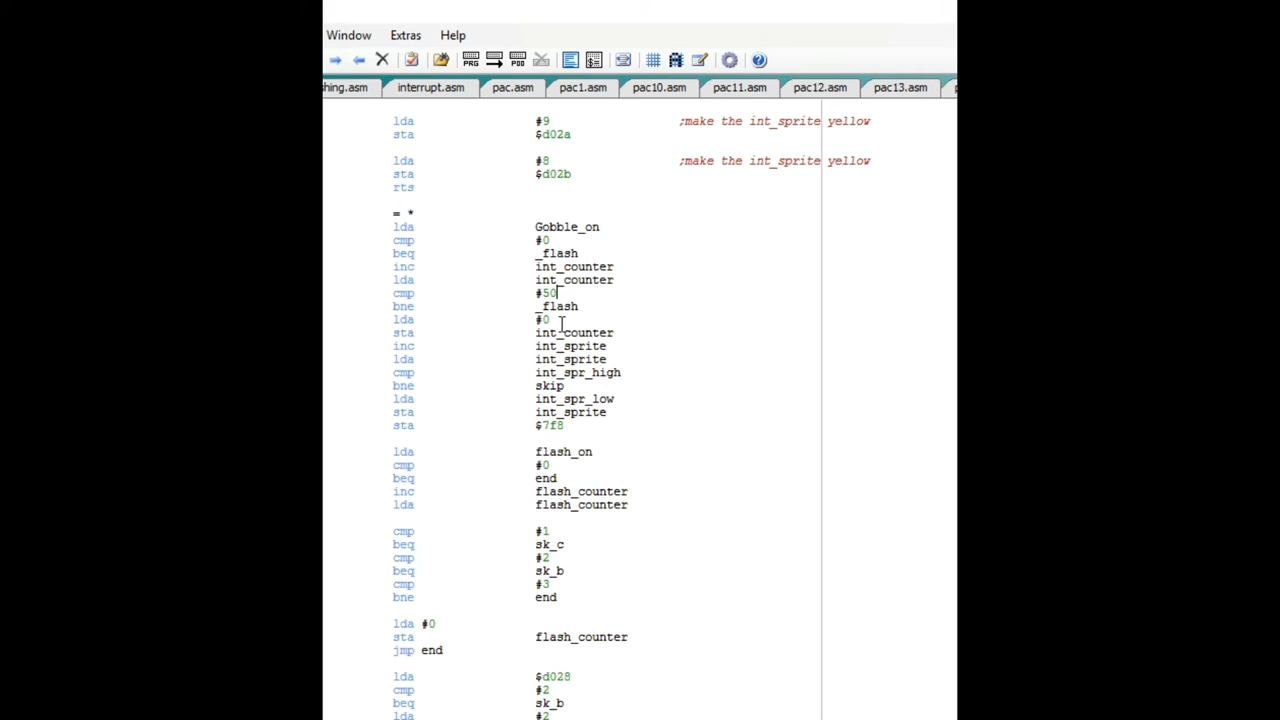 Window Extras Help
PRG POO
shing.asm interrupt.asm pac.asm pac1.asm pac10.asm pac11.asm pac12.asm pac13.asm
lda #9 ;make the int_sprite yellow
sta $d02a
lda #8 ;make the int_sprite yellow
sta $d02b
rts
= *
lda Gobble_on
cmp #0
beq _flash
inc int_counter
lda int_counter
cmp #50
bne _flash
lda #0
sta int_counter
inc int_sprite
lda int_sprite
cmp int_spr_high
bne skip
lda int_spr_low
sta int_sprite
sta $7f8
lda flash_on
cmp #0
beq end
inc flash_counter
lda flash_counter
cmp #1
beq sk_c
cmp #2
beq sk_b
cmp #3
bne end
lda #0
sta flash_counter
jmp end
lda $d028
cmp #2
beq sk_b
lda #2